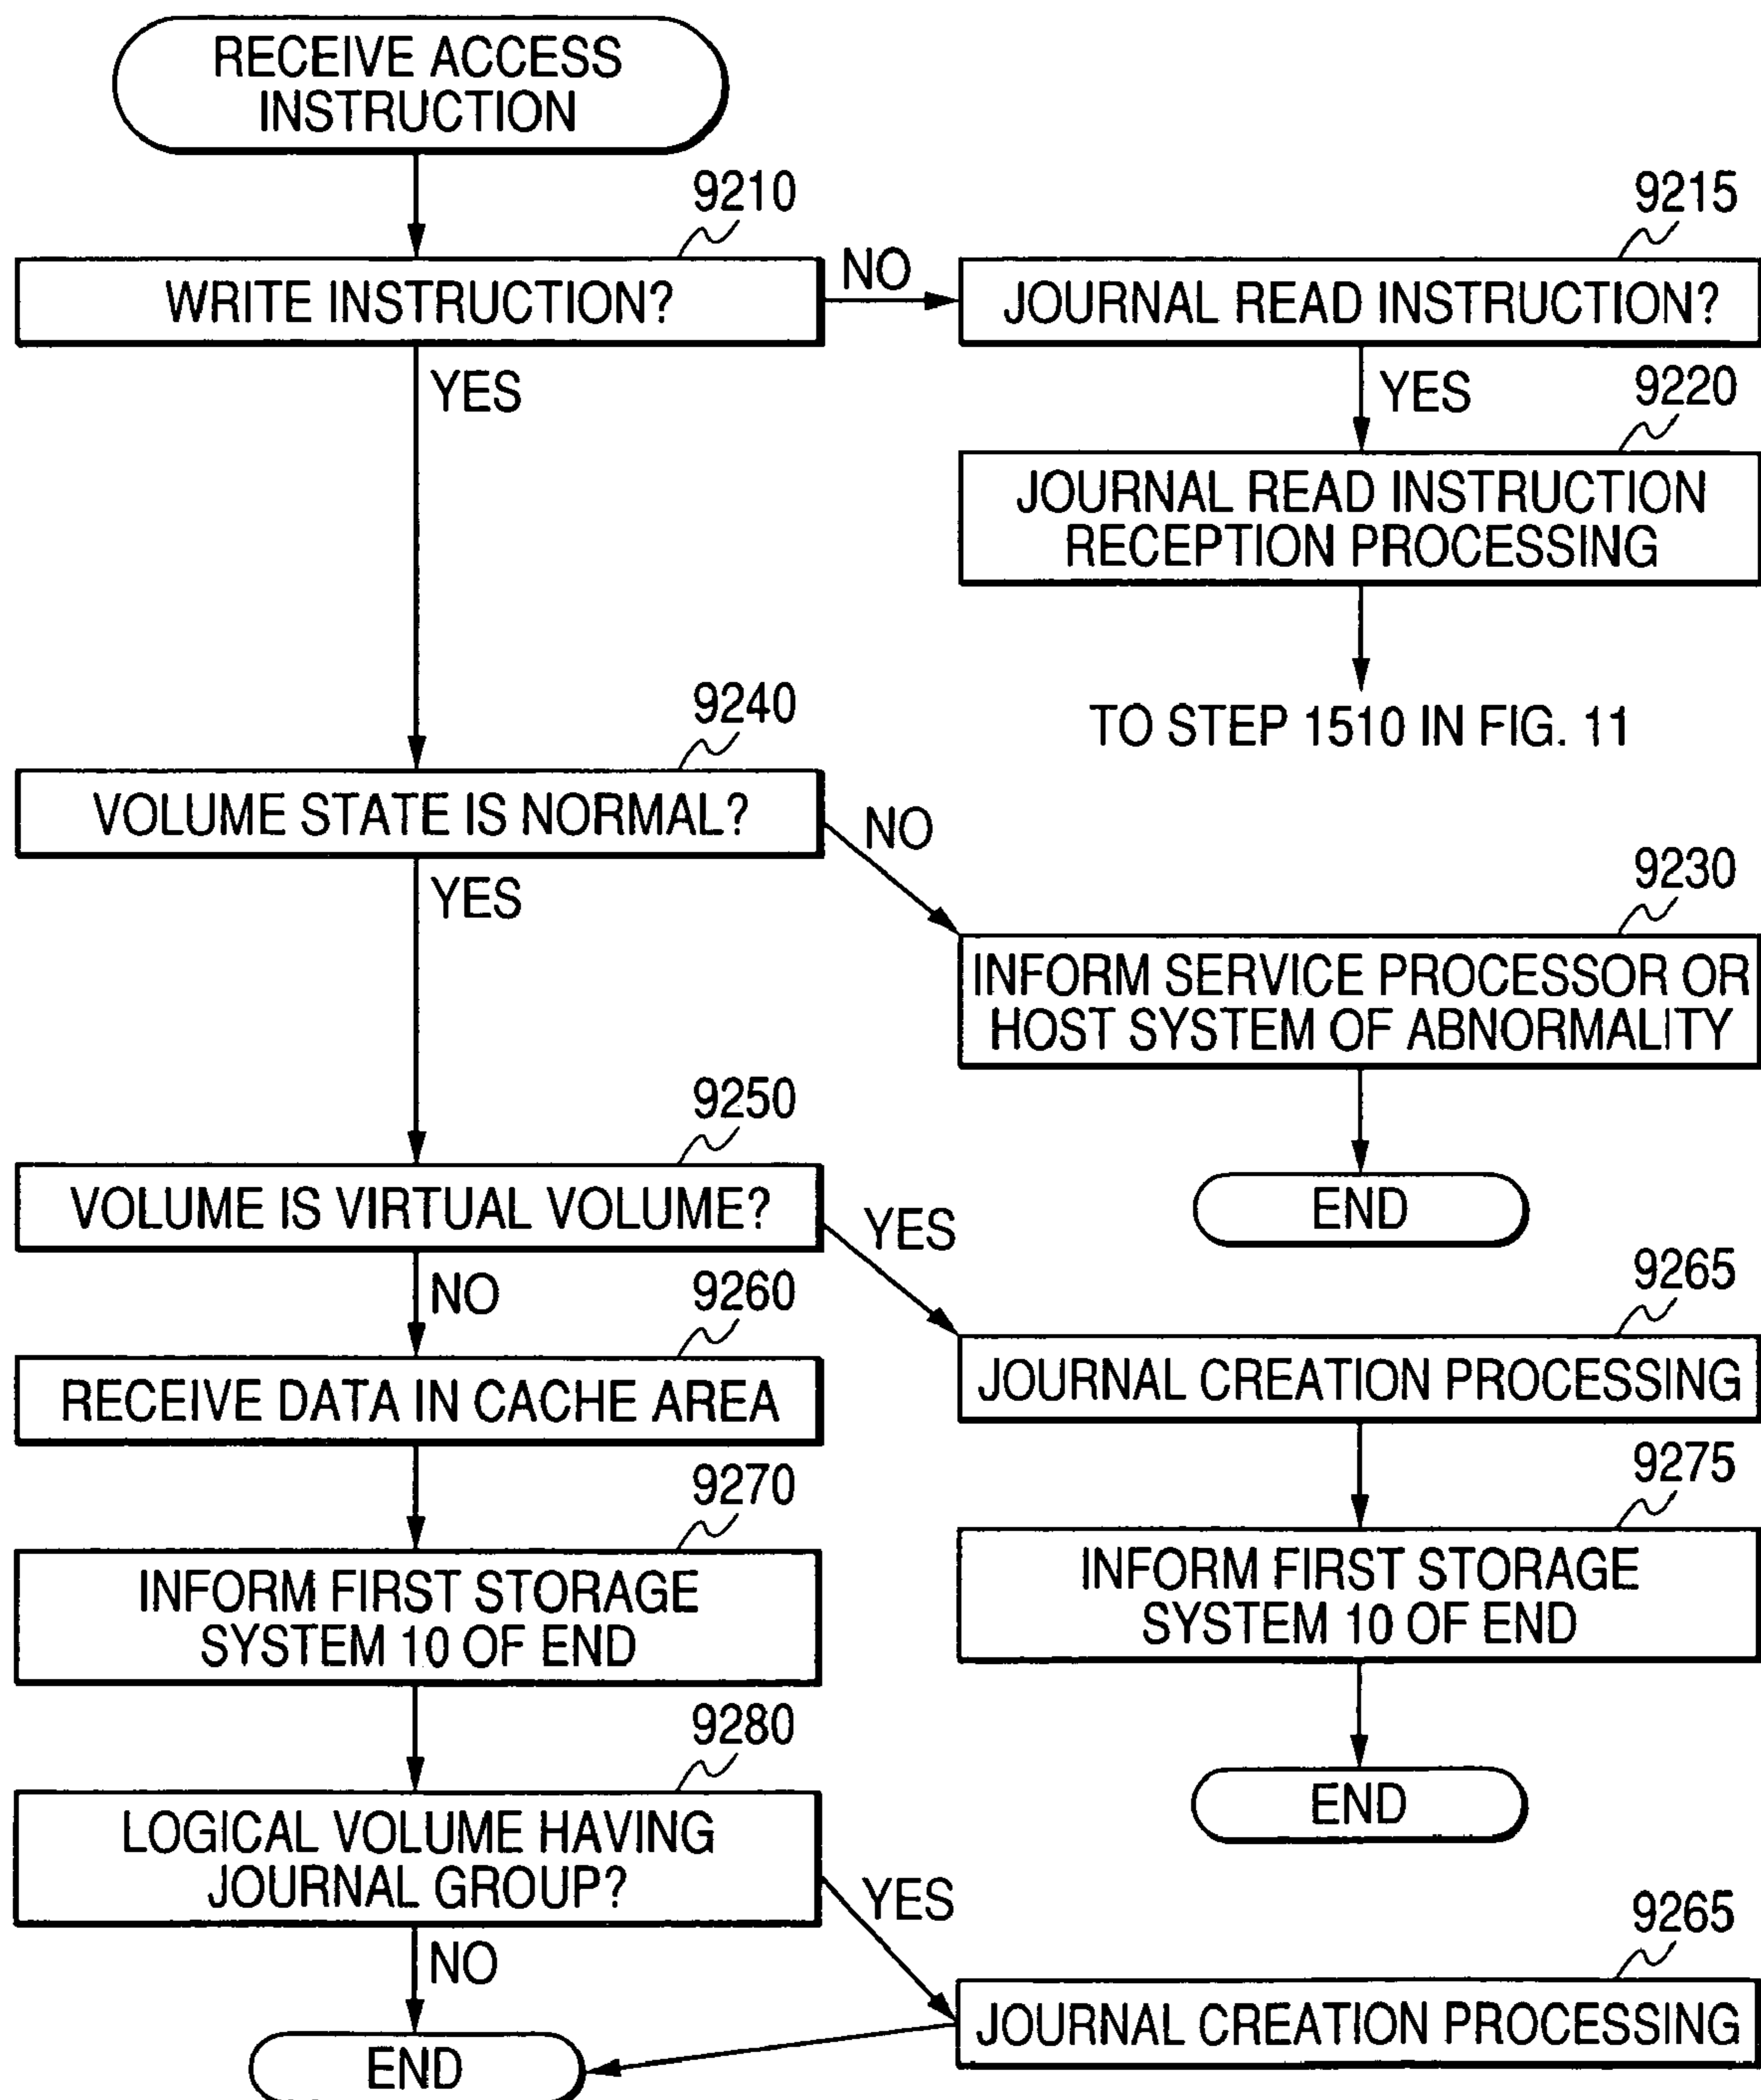 RECEIVE ACCESS
INSTRUCTION
9210
9215
WRITE INSTRUCTION?
NO
JOURNAL READ INSTRUCTION?
YES
YES
9220
JOURNAL READ INSTRUCTION
RECEPTION PROCESSING
TO STEP 1510 IN FIG. 11
9240
VOLUME STATE IS NORMAL?
NO
YES
9230
INFORM SERVICE PROCESSOR OR
HOST SYSTEM OF ABNORMALITY
END
9250
VOLUME IS VIRTUAL VOLUME?
YES
NO
9260
9265
RECEIVE DATA IN CACHE AREA
JOURNAL CREATION PROCESSING
9270
9275
INFORM FIRST STORAGE
SYSTEM 10 OF END
INFORM FIRST STORAGE
SYSTEM 10 OF END
END
9280
LOGICAL VOLUME HAVING
JOURNAL GROUP?
YES
NO
9265
JOURNAL CREATION PROCESSING
END